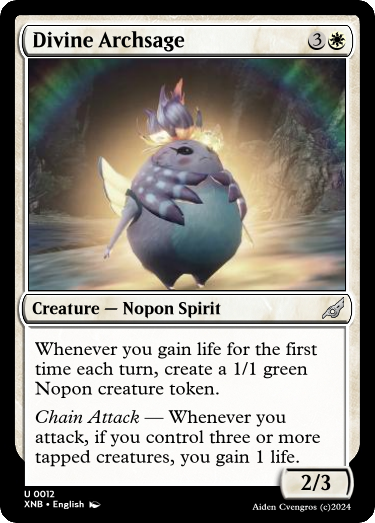 Divine Archsage 3
Creature — Nopon Spirit
Whenever you gain life for the first
time each turn, create a 1/1 green
Nopon creature token.
Chain Attack — Whenever you
attack, if you control three or more
tapped creatures, you gain 1 life.
2/3
U 0012
XNB • English
Aiden Cvengros (c)2024